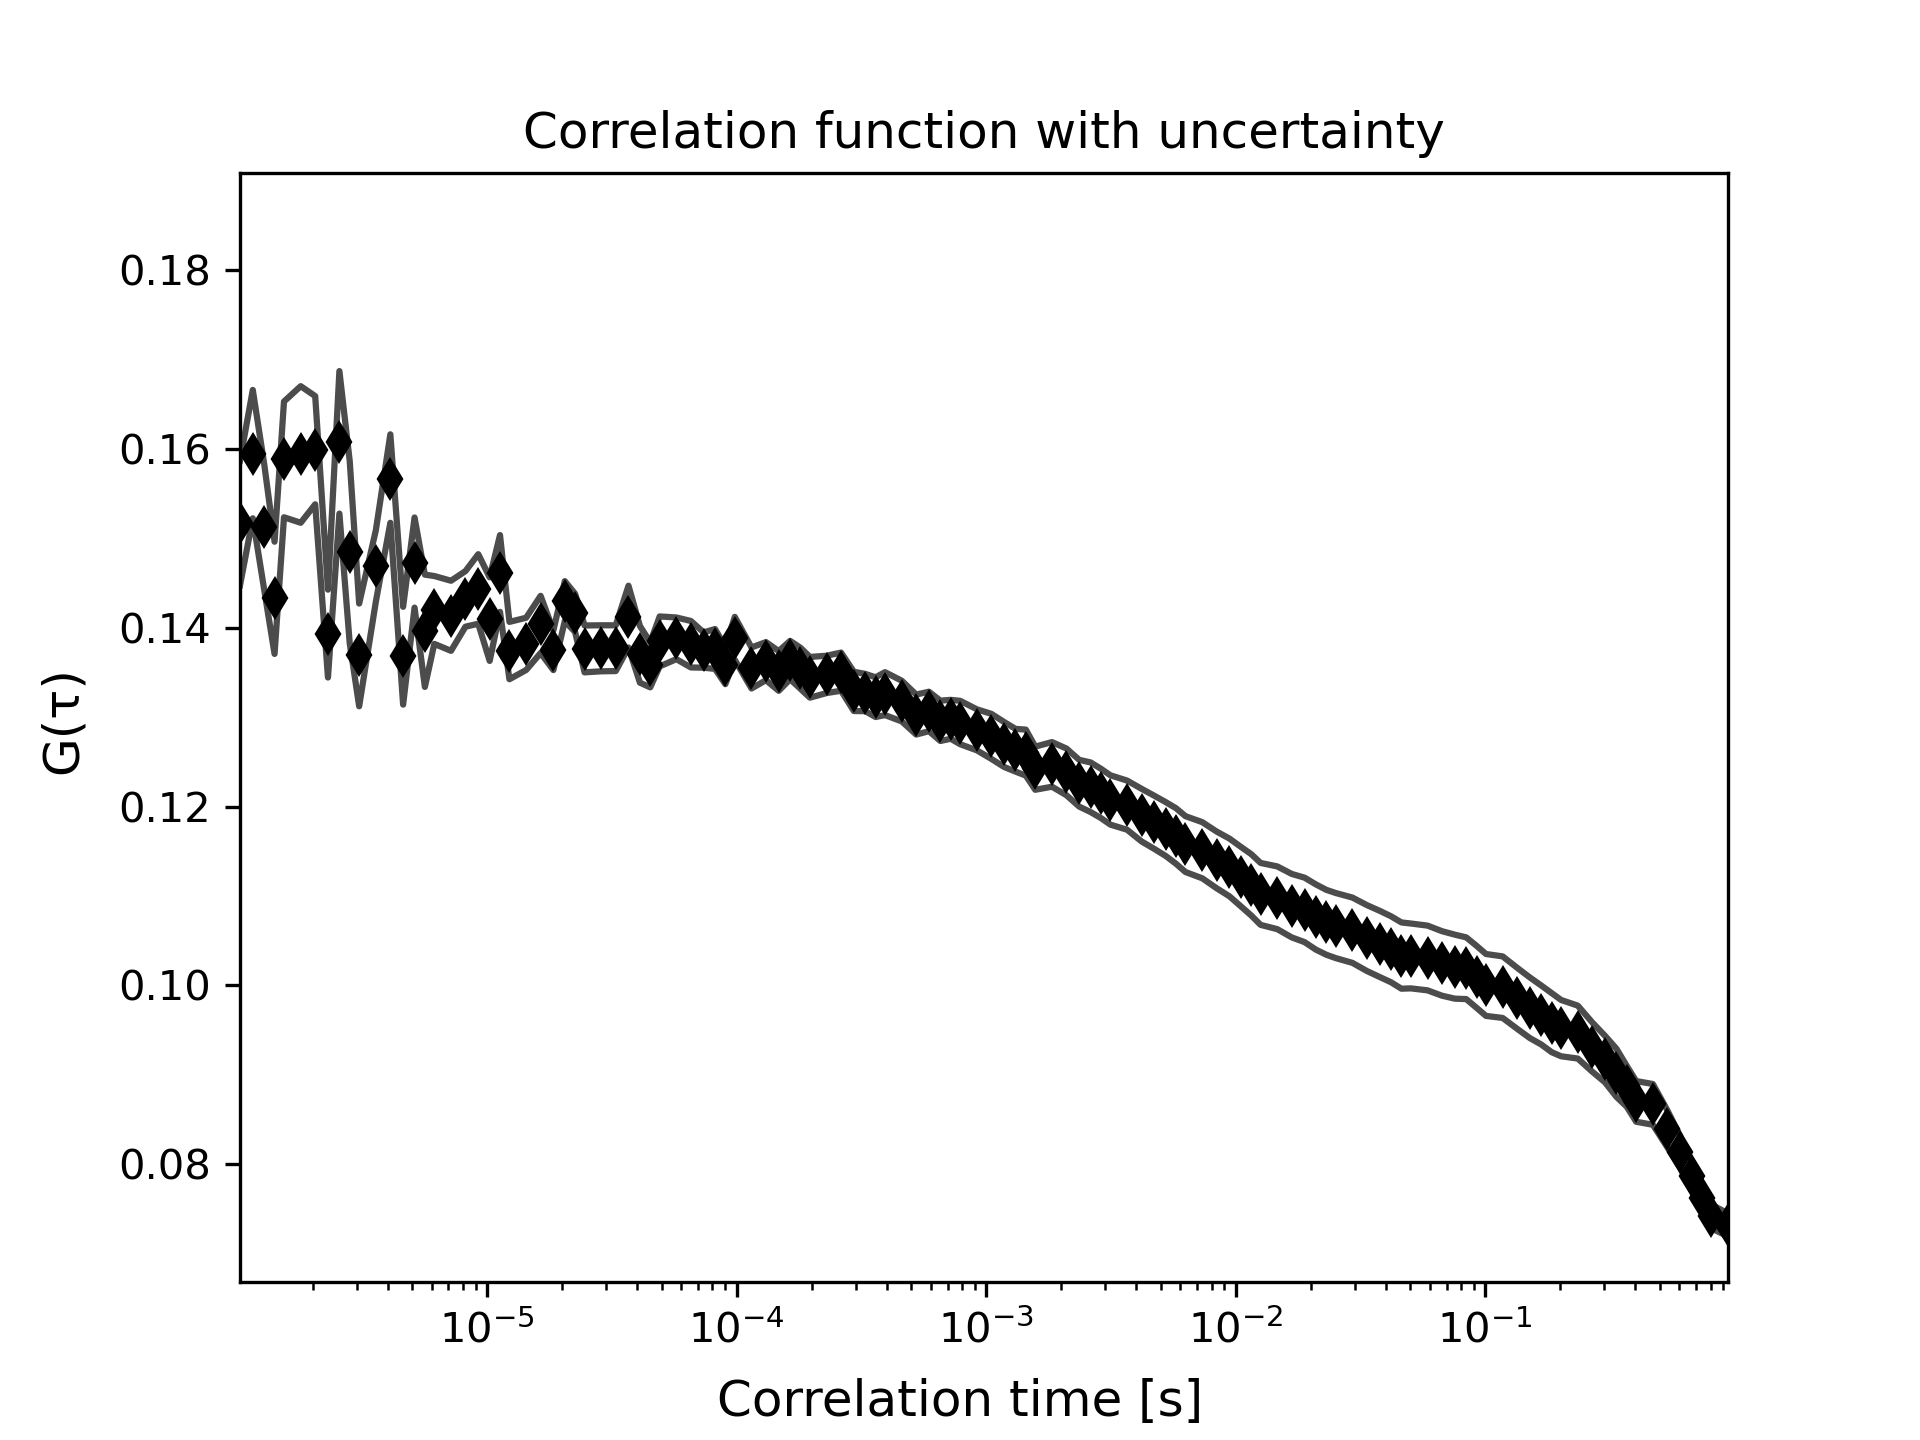 Correlation function with uncertainty
G(τ)
0.18
0.16
0.14
0.12
0.10
0.08
10⁻⁵ 10⁻⁴ 10⁻³ 10⁻² 10⁻¹
Correlation time [s]